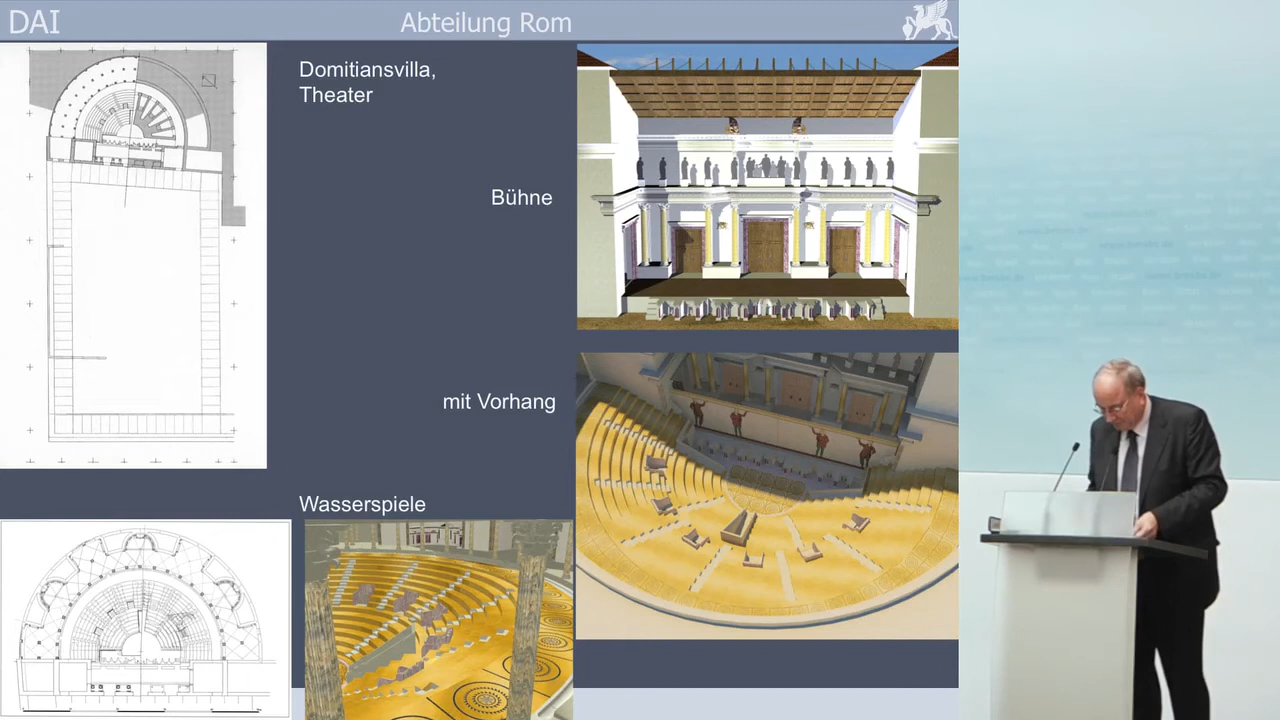 DAI
Abteilung Rom
Domitiansvilla,
Theater
Bühne
mit Vorhang
Wasserspiele